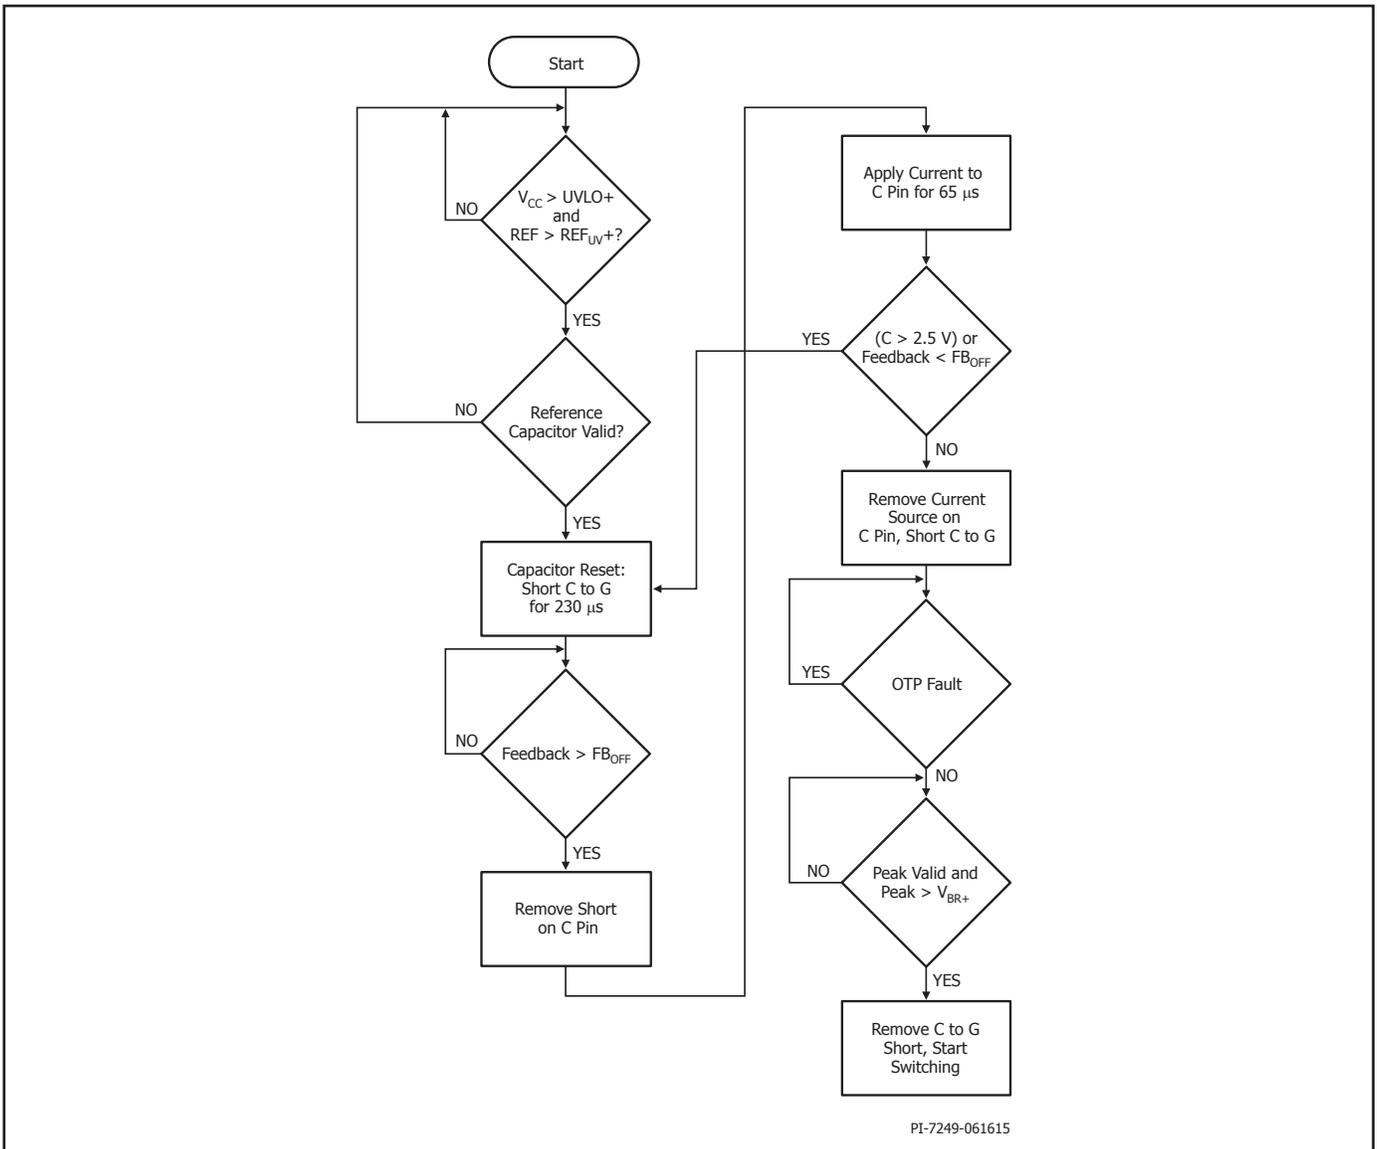 Start
V_CC > UVLO+
and
REF > REF_UV+?
NO
YES
Reference
Capacitor Valid?
NO
YES
Capacitor Reset:
Short C to G
for 230 μs
Feedback > FB_OFF
NO
YES
Remove Short
on C Pin
Apply Current to
C Pin for 65 μs
(C > 2.5 V) or
Feedback < FB_OFF
YES
NO
Remove Current
Source on
C Pin, Short C to G
OTP Fault
YES
NO
Peak Valid and
Peak > V_BR+
NO
YES
Remove C to G
Short, Start
Switching
PI-7249-061615